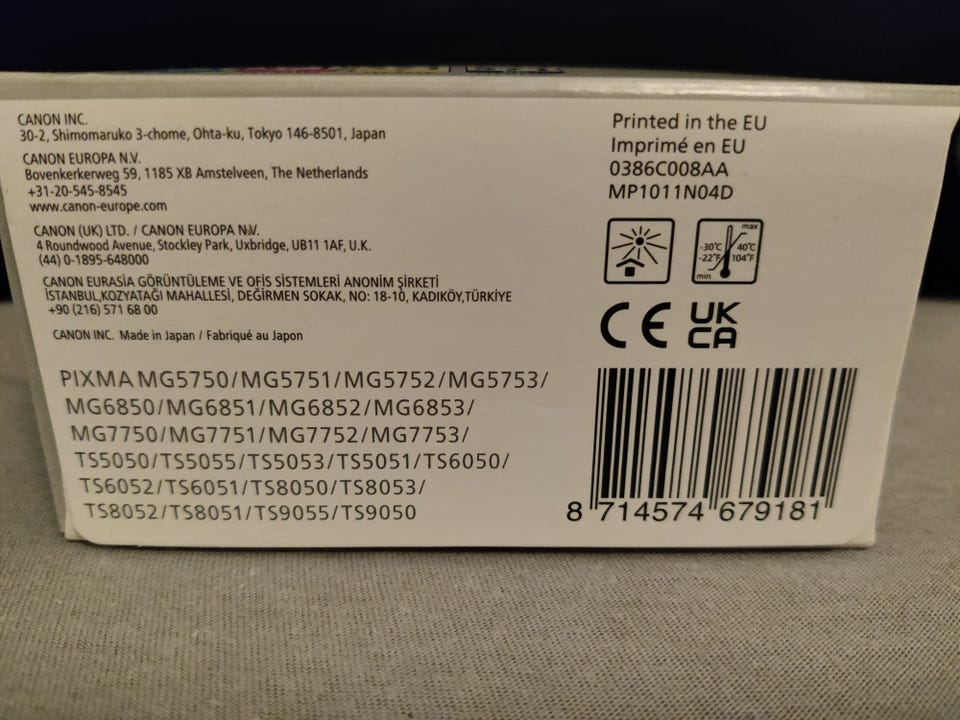 CANON INC.
30-2, Shimomaruko 3-chome, Ohta-ku, Tokyo 146-8501, Japan
CANON EUROPA N.V.
Bovenkerkerweg 59, 1185 XB Amstelveen, The Netherlands
+31-20-545-8545
www.canon-europe.com
CANON (UK) LTD. / CANON EUROPA N.V.
4 Roundwood Avenue, Stockley Park, Uxbridge, UB11 1AF, U.K.
(44) 0-1895-648000
CANON EURASİA GÖRÜNTÜLEME VE OFİS SİSTEMLERİ ANONİM ŞİRKETİ
İSTANBUL,KOZYATAĞI MAHALLESİ, DEĞİRMEN SOKAK, NO: 18-10, KADIKÖY,TÜRKİYE
+90 (216) 571 68 00
CANON INC. Made in Japan / Fabriqué au Japon
PIXMA MG5750/MG5751/MG5752/MG5753/
MG6850/MG6851/MG6852/MG6853/
MG7750/MG7751/MG7752/MG7753/
TS5050/TS5055/TS5053/TS5051/TS6050/
TS6052/TS6051/TS8050/TS8053/
TS8052/TS8051/TS9055/TS9050
Printed in the EU
Imprimé en EU
0386C008AA
MP1011N04D
max
-30°C 40°C
-22°F 104°F
min
CE UK
CA
8 714574 679181